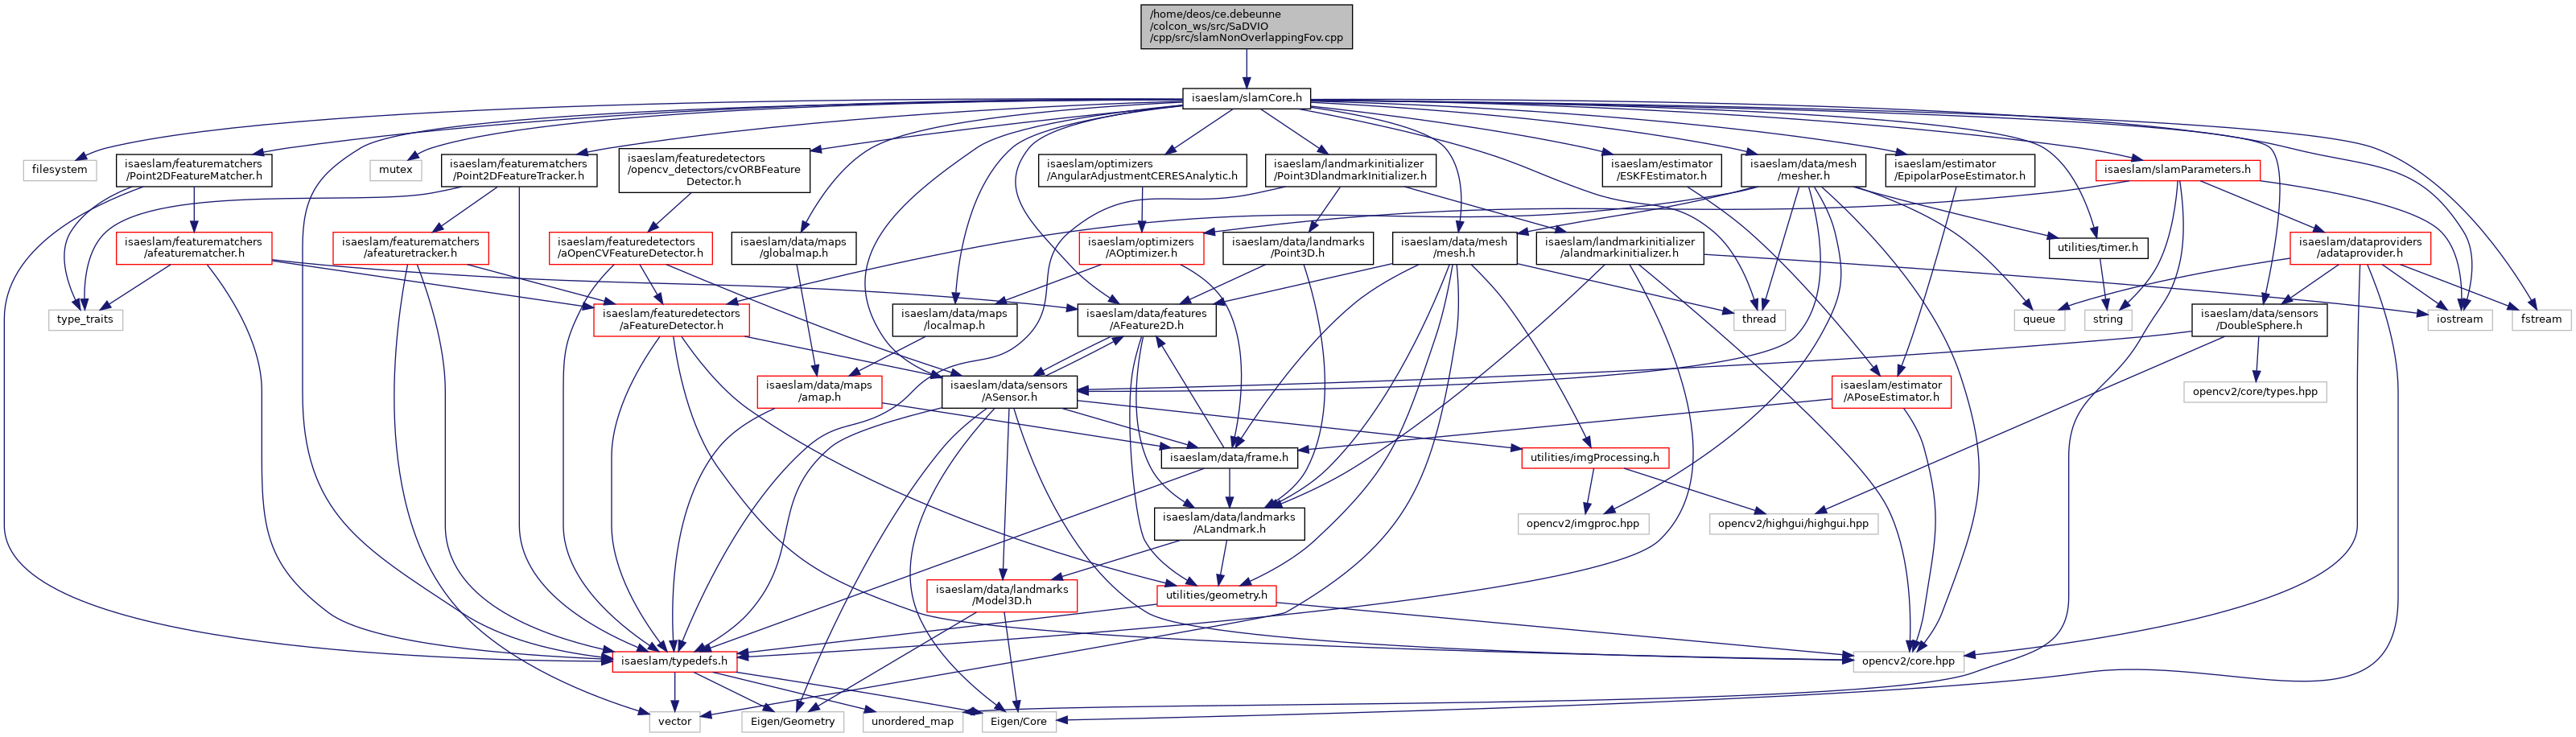 /home/deos/ce.debeunne
/colcon_ws/src/SaDVIO
/cpp/src/slamNonOverlappingFov.cpp
isaeslam/slamCore.h
filesystem
isaeslam/featurematchers
/Point2DFeatureMatcher.h
mutex
isaeslam/featurematchers
/Point2DFeatureTracker.h
isaeslam/featuredetectors
/opencv_detectors/cvORBFeature
Detector.h
isaeslam/optimizers
/AngularAdjustmentCERESAnalytic.h
isaeslam/landmarkinitializer
/Point3DlandmarkInitializer.h
isaeslam/estimator
/ESKFEstimator.h
isaeslam/data/mesh
/mesher.h
isaeslam/estimator
/EpipolarPoseEstimator.h
isaeslam/slamParameters.h
isaeslam/featurematchers
/afeaturematcher.h
isaeslam/featurematchers
/afeaturetracker.h
isaeslam/featuredetectors
/aOpenCVFeatureDetector.h
isaeslam/data/maps
/globalmap.h
isaeslam/optimizers
/AOptimizer.h
isaeslam/data/landmarks
/Point3D.h
isaeslam/data/mesh
/mesh.h
isaeslam/landmarkinitializer
/alandmarkinitializer.h
utilities/timer.h
isaeslam/dataproviders
/adataprovider.h
type_traits
isaeslam/featuredetectors
/aFeatureDetector.h
isaeslam/data/maps
/localmap.h
isaeslam/data/features
/AFeature2D.h
thread
queue
string
isaeslam/data/sensors
/DoubleSphere.h
iostream
fstream
isaeslam/data/maps
/amap.h
isaeslam/data/sensors
/ASensor.h
isaeslam/estimator
/APoseEstimator.h
opencv2/core/types.hpp
isaeslam/data/frame.h
utilities/imgProcessing.h
isaeslam/data/landmarks
/ALandmark.h
opencv2/imgproc.hpp
opencv2/highgui/highgui.hpp
isaeslam/data/landmarks
/Model3D.h
utilities/geometry.h
isaeslam/typedefs.h
opencv2/core.hpp
vector
Eigen/Geometry
unordered_map
Eigen/Core